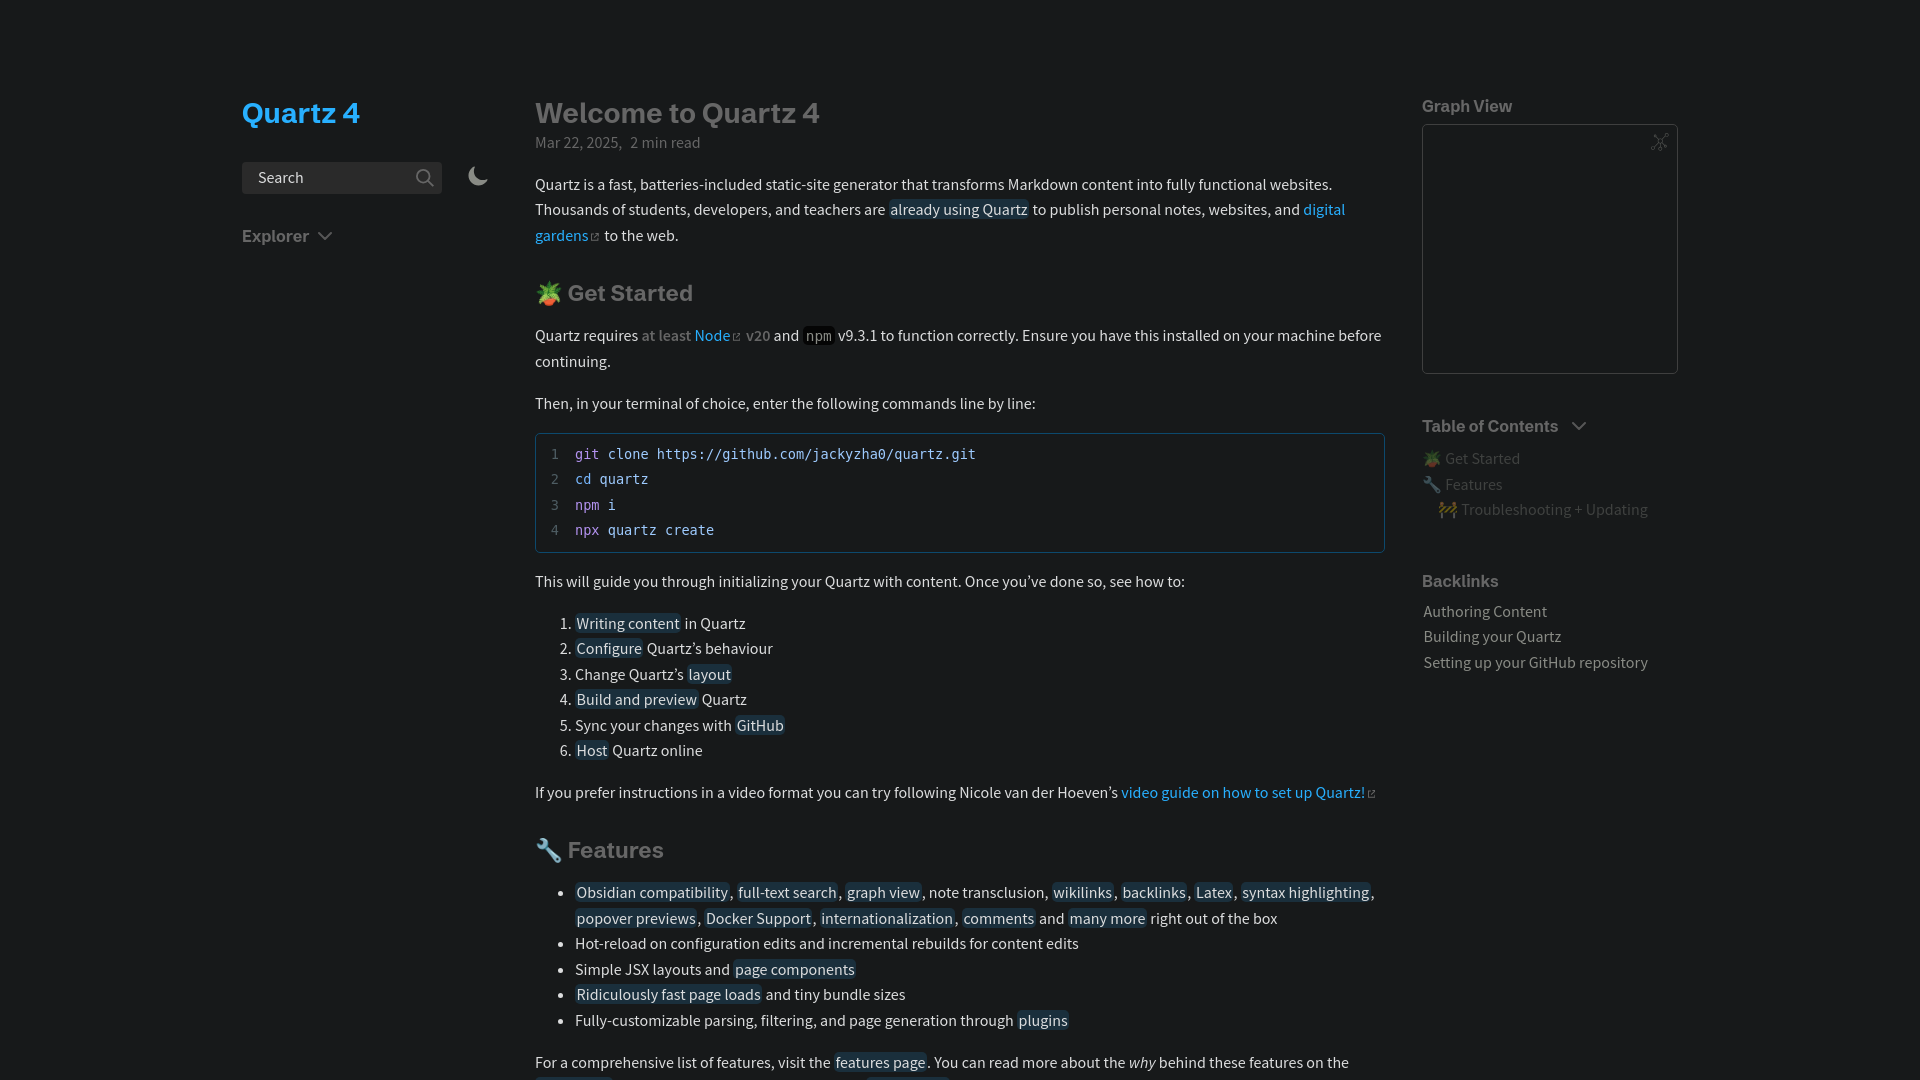 Quartz 4
Search
Explorer
Welcome to Quartz 4
Mar 22, 2025, 2 min read
Quartz is a fast, batteries-included static-site generator that transforms Markdown content into fully functional websites.
Thousands of students, developers, and teachers are already using Quartz to publish personal notes, websites, and digital
gardens to the web.
🪴 Get Started
Quartz requires at least Node v20 and npm v9.3.1 to function correctly. Ensure you have this installed on your machine before
continuing.
Then, in your terminal of choice, enter the following commands line by line:
1 git clone https://github.com/jackyzha0/quartz.git
2 cd quartz
3 npm i
4 npx quartz create
This will guide you through initializing your Quartz with content. Once you’ve done so, see how to:
1. Writing content in Quartz
2. Configure Quartz’s behaviour
3. Change Quartz’s layout
4. Build and preview Quartz
5. Sync your changes with GitHub
6. Host Quartz online
If you prefer instructions in a video format you can try following Nicole van der Hoeven’s video guide on how to set up Quartz!
🔧 Features
• Obsidian compatibility, full-text search, graph view, note transclusion, wikilinks, backlinks, Latex, syntax highlighting,
popover previews, Docker Support, internationalization, comments and many more right out of the box
• Hot-reload on configuration edits and incremental rebuilds for content edits
• Simple JSX layouts and page components
• Ridiculously fast page loads and tiny bundle sizes
• Fully-customizable parsing, filtering, and page generation through plugins
For a comprehensive list of features, visit the features page. You can read more about the why behind these features on the
Graph View
Table of Contents
🪴 Get Started
🔧 Features
🚧 Troubleshooting + Updating
Backlinks
Authoring Content
Building your Quartz
Setting up your GitHub repository